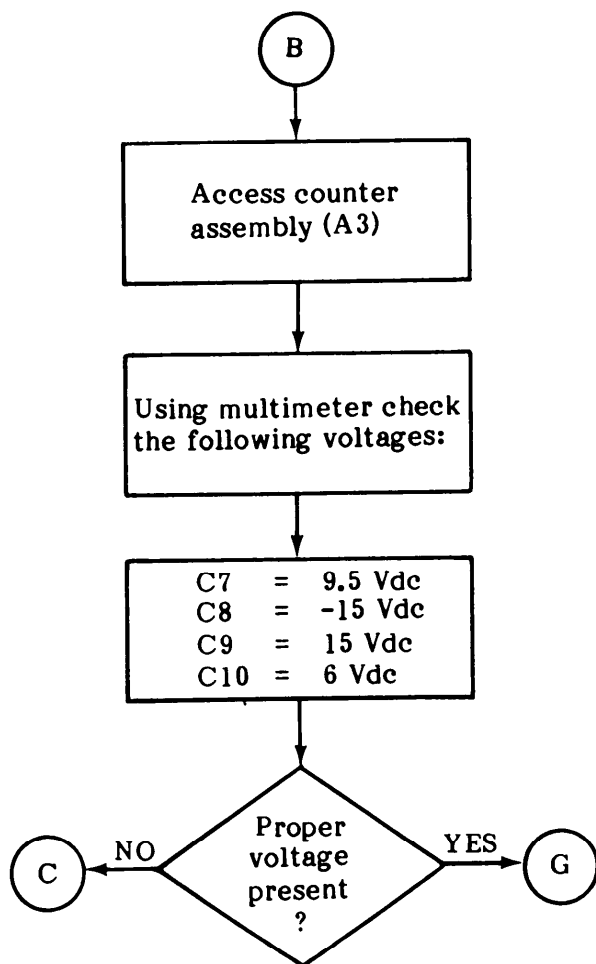 B
Access counter
assembly (A3)
Using multimeter check
the following voltages:
C7 = 9.5 Vdc
C8 = -15 Vdc
C9 = 15 Vdc
C10 = 6 Vdc
Proper
voltage
present
?
NO
YES
C
G